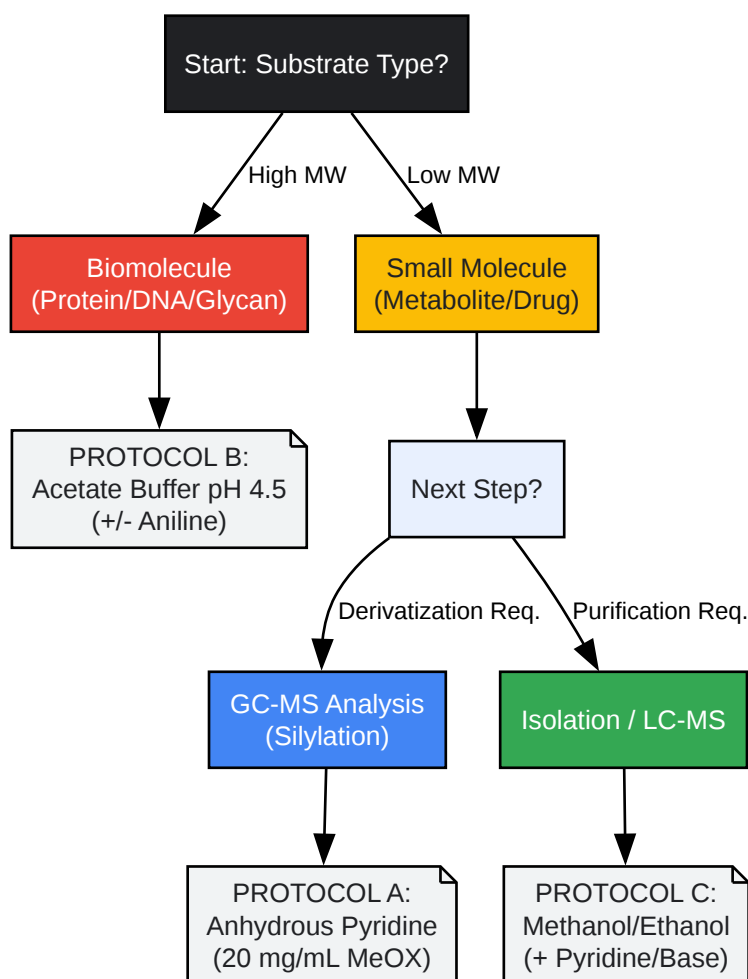 Start: Substrate Type?
High MW
Low MW
Biomolecule
(Protein/DNA/Glycan)
Small Molecule
(Metabolite/Drug)
PROTOCOL B:
Acetate Buffer pH 4.5
(+/- Aniline)
Next Step?
Derivatization Req.
Purification Req.
GC-MS Analysis
(Silylation)
Isolation / LC-MS
PROTOCOL A:
Anhydrous Pyridine
(20 mg/mL MeOX)
PROTOCOL C:
Methanol/Ethanol
(+ Pyridine/Base)